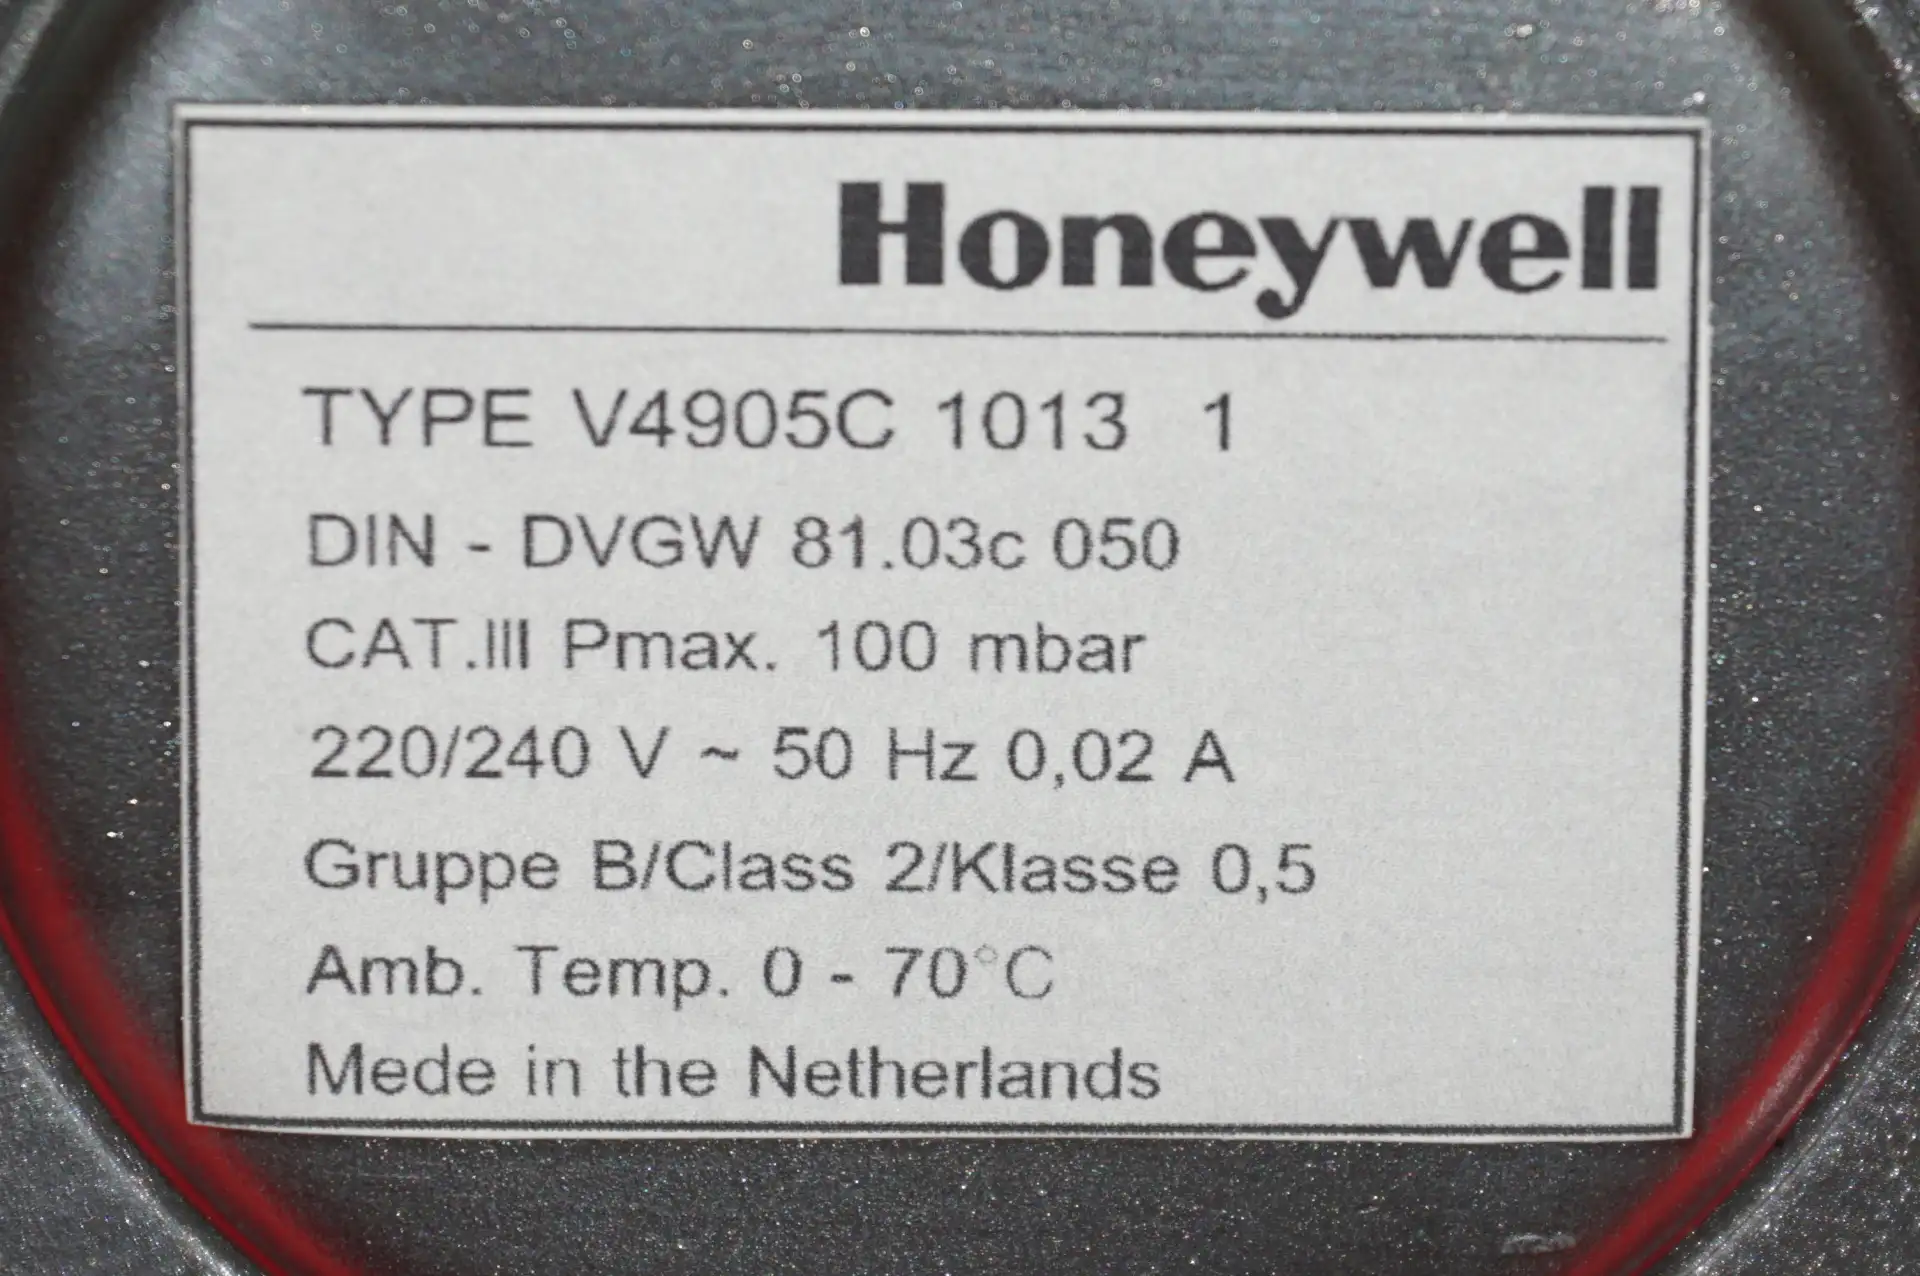 Honeywell
TYPE V4905C 1013 1
DIN - DVGW 81.03c 050
CAT.III Pmax. 100 mbar
220/240 V ~ 50 Hz 0,02 A
Gruppe B/Class 2/Klasse 0,5
Amb. Temp. 0 - 70°C
Mede in the Netherlands